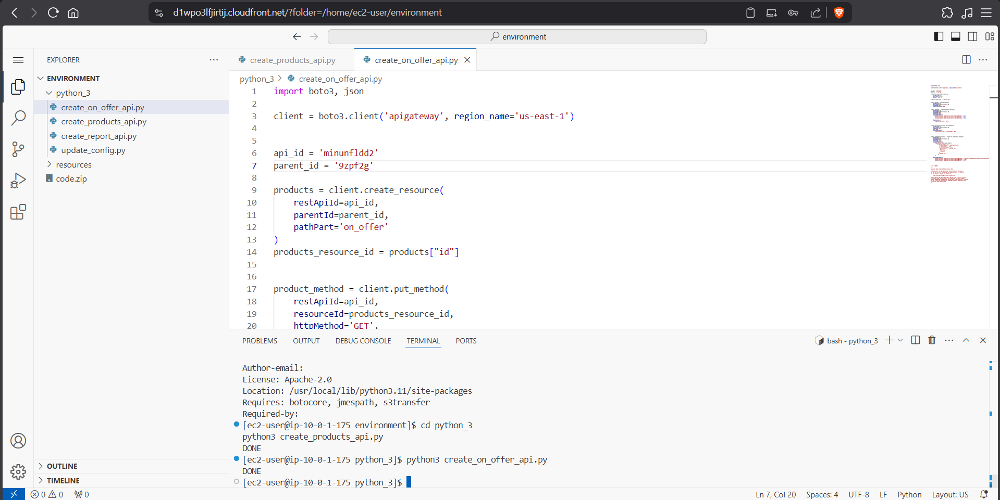 d1wpo3lfjirtij.cloudfront.net/?folder=/home/ec2-user/environment
environment
EXPLORER
ENVIRONMENT
python_3
create_on_offer_api.py
create_products_api.py
create_report_api.py
update_config.py
resources
code.zip
OUTLINE
TIMELINE
create_products_api.py
create_on_offer_api.py
python_3 > create_on_offer_api.py
1 import boto3, json
2
3 client = boto3.client('apigateway', region_name='us-east-1')
4
5
6 api_id = 'minunfldd2'
7 parent_id = '9zpf2g'
8
9 products = client.create_resource(
10     restApiId=api_id,
11     parentId=parent_id,
12     pathPart='on_offer'
13 )
14 products_resource_id = products["id"]
15
16
17 product_method = client.put_method(
18     restApiId=api_id,
19     resourceId=products_resource_id,
20     httpMethod='GET',
PROBLEMS OUTPUT DEBUG CONSOLE TERMINAL PORTS
bash - python_3
Author-email:
License: Apache-2.0
Location: /usr/local/lib/python3.11/site-packages
Requires: botocore, jmespath, s3transfer
Required-by:
[ec2-user@ip-10-0-1-175 environment]$ cd python_3
python3 create_products_api.py
DONE
[ec2-user@ip-10-0-1-175 python_3]$ python3 create_on_offer_api.py
DONE
[ec2-user@ip-10-0-1-175 python_3]$
0 0 0
Ln 7, Col 20 Spaces: 4 UTF-8 LF Python Layout: US